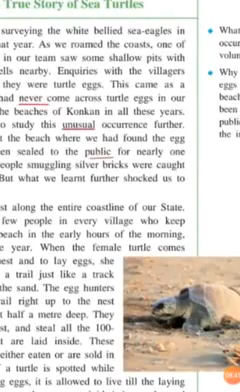 True Story of Sea Turtles
surveying the white bellied sea-eagles in
at year. As we roamed the coasts, one of
in our team saw some shallow pits with
ells nearby. Enquiries with the villagers
they were turtle eggs. This came as a
had never come across turtle eggs in our
he beaches of Konkan in all these years.
o study this unusual occurrence further.
t the beach where we had found the egg
en sealed to the public for nearly one
eople smuggling silver bricks were caught
But what we learnt further shocked us to
st along the entire coastline of our State.
few people in every village who keep
beach in the early hours of the morning,
e year. When the female turtle comes
est and to lay eggs, she
a trail just like a track
the sand. The egg hunters
ail right up to the nest
t half a metre deep. They
st, and steal all the 100-
t are laid inside. These
either eaten or are sold in
a turtle is spotted while
g eggs, it is allowed to live till the laying
What
occur
volun
Why
eggs
beach
been
public
the in